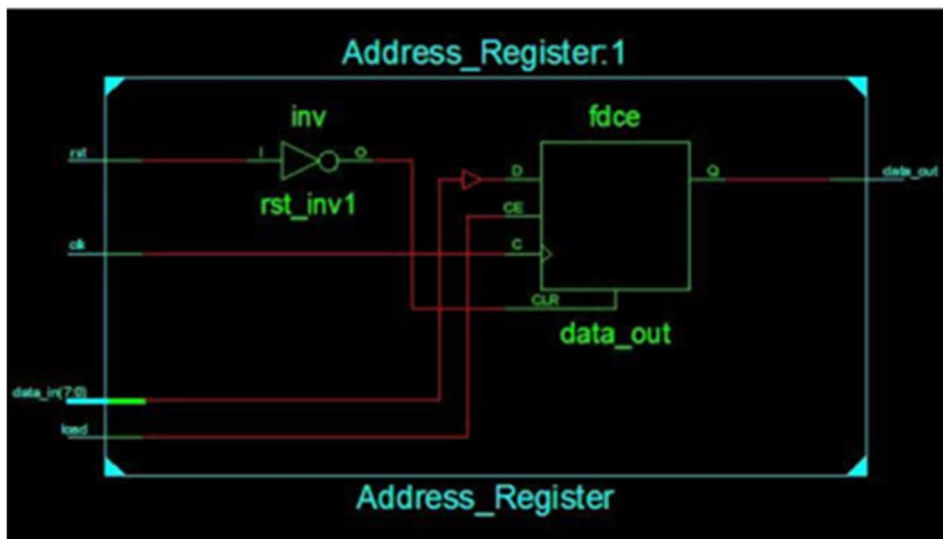 Address_Register:1
inv
fdce
rst
I
O
D
Q
data_out
rst_inv1
CE
clk
C
CLR
data_out
data_in(7:0)
load
Address_Register